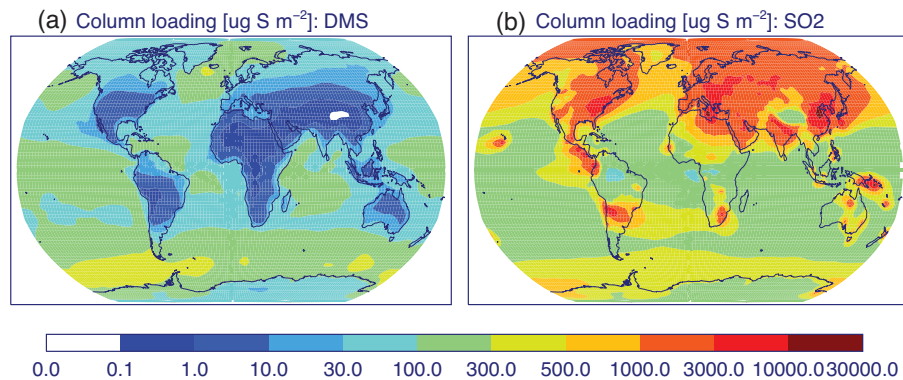 (a) Column loading [ug S m⁻²]: DMS
(b) Column loading [ug S m⁻²]: SO2
0.0 0.1 1.0 10.0 30.0 100.0 300.0 500.0 1000.0 3000.0 10000.0 30000.0